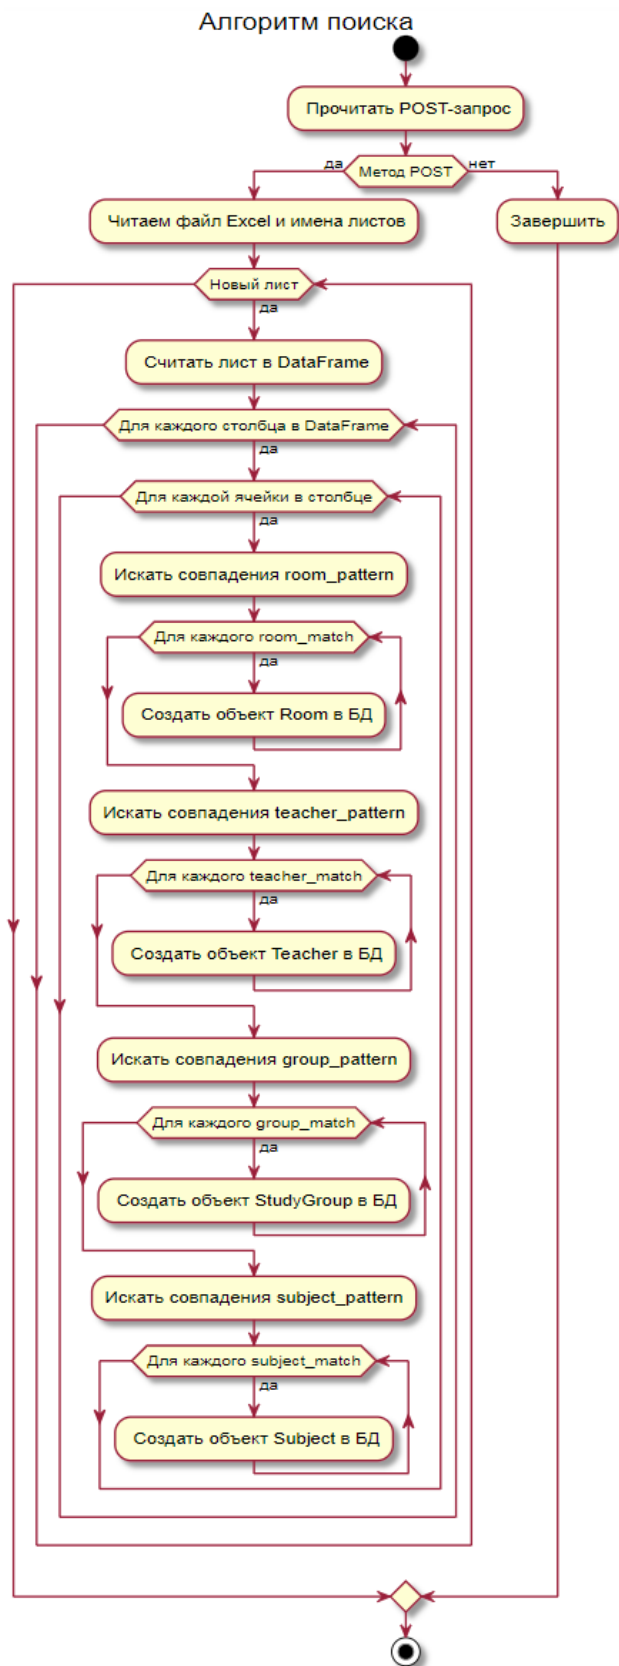 Алгоритм поиска
Прочитать POST-запрос
да
Метод POST
нет
Читаем файл Excel и имена листов
Завершить
Новый лист
да
Считать лист в DataFrame
Для каждого столбца в DataFrame
да
Для каждой ячейки в столбце
да
Искать совпадения room_pattern
Для каждого room_match
да
Создать объект Room в БД
Искать совпадения teacher_pattern
Для каждого teacher_match
да
Создать объект Teacher в БД
Искать совпадения group_pattern
Для каждого group_match
да
Создать объект StudyGroup в БД
Искать совпадения subject_pattern
Для каждого subject_match
да
Создать объект Subject в БД